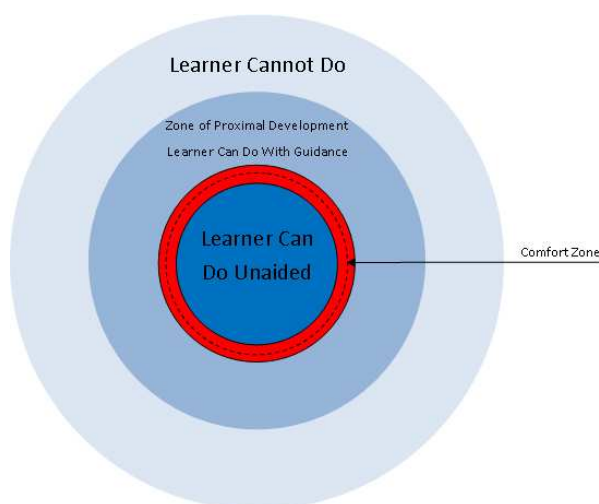 Learner Cannot Do
Zone of Proximal Development
Learner Can Do With Guidance
Learner Can
Do Unaided
Comfort Zone